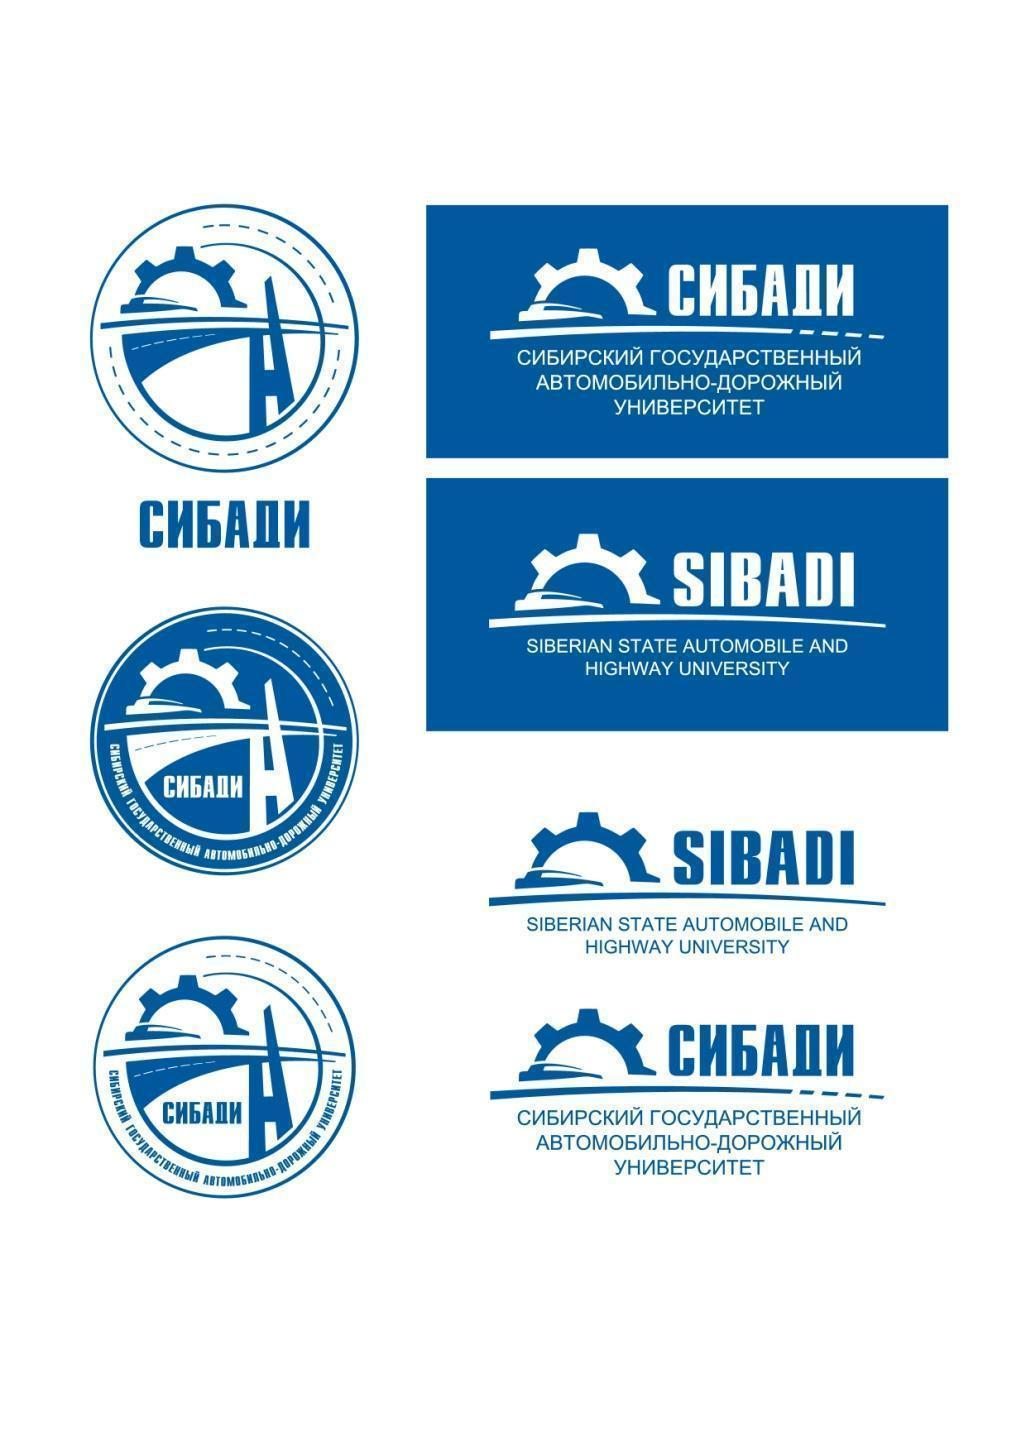 СИБАДИ
СИБАДИ
СИБИРСКИЙ ГОСУДАРСТВЕННЫЙ АВТОМОБИЛЬНО-ДОРОЖНЫЙ УНИВЕРСИТЕТ
СИБАДИ
СИБИРСКИЙ ГОСУДАРСТВЕННЫЙ АВТОМОБИЛЬНО-ДОРОЖНЫЙ УНИВЕРСИТЕТ
СИБАДИ
СИБИРСКИЙ ГОСУДАРСТВЕННЫЙ
АВТОМОБИЛЬНО-ДОРОЖНЫЙ
УНИВЕРСИТЕТ
SIBADI
SIBERIAN STATE AUTOMOBILE AND
HIGHWAY UNIVERSITY
SIBADI
SIBERIAN STATE AUTOMOBILE AND
HIGHWAY UNIVERSITY
СИБАДИ
СИБИРСКИЙ ГОСУДАРСТВЕННЫЙ
АВТОМОБИЛЬНО-ДОРОЖНЫЙ
УНИВЕРСИТЕТ